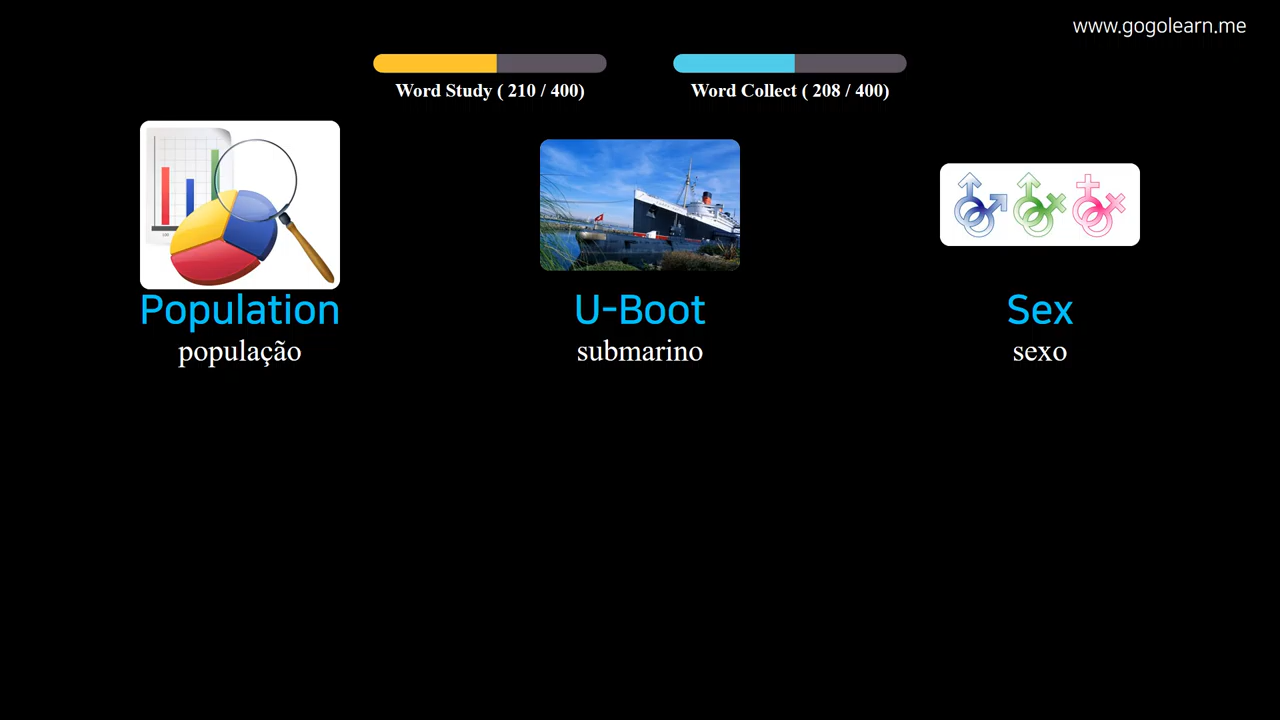 www.gogolearn.me
Word Study ( 210 / 400)
Word Collect ( 208 / 400)
Population
população
U-Boot
submarino
Sex
sexo